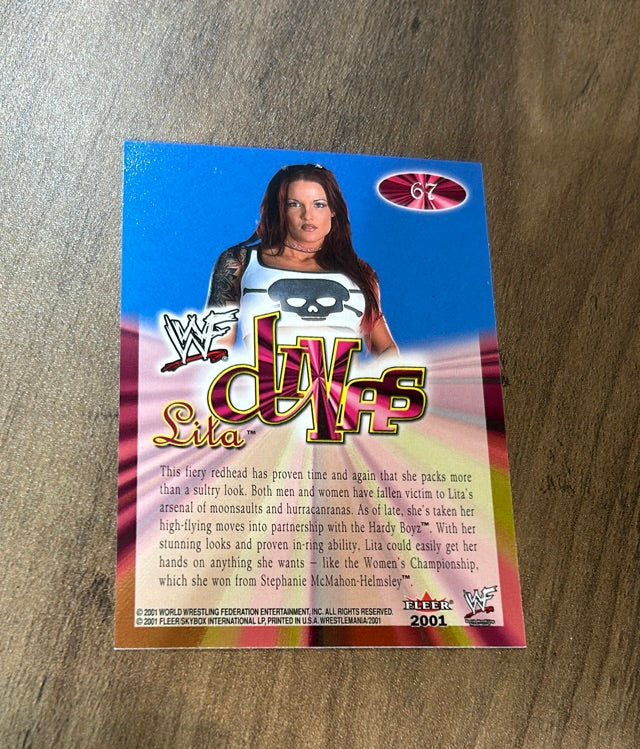 67
WF
dIVAs
Lita™
This fiery redhead has proven time and again that she packs more
than a sultry look. Both men and women have fallen victim to Lita's
arsenal of moonsaults and hurracanranas. As of late, she's taken her
high-flying moves into partnership with the Hardy Boyz™. With her
stunning looks and proven in-ring ability, Lita could easily get her
hands on anything she wants – like the Women's Championship,
which she won from Stephanie McMahon-Helmsley™.
© 2001 WORLD WRESTLING FEDERATION ENTERTAINMENT, INC. ALL RIGHTS RESERVED.
© 2001 FLEER/SKYBOX INTERNATIONAL LP, PRINTED IN U.S.A. WRESTLEMANIA/2001
FLEER
2001
WF